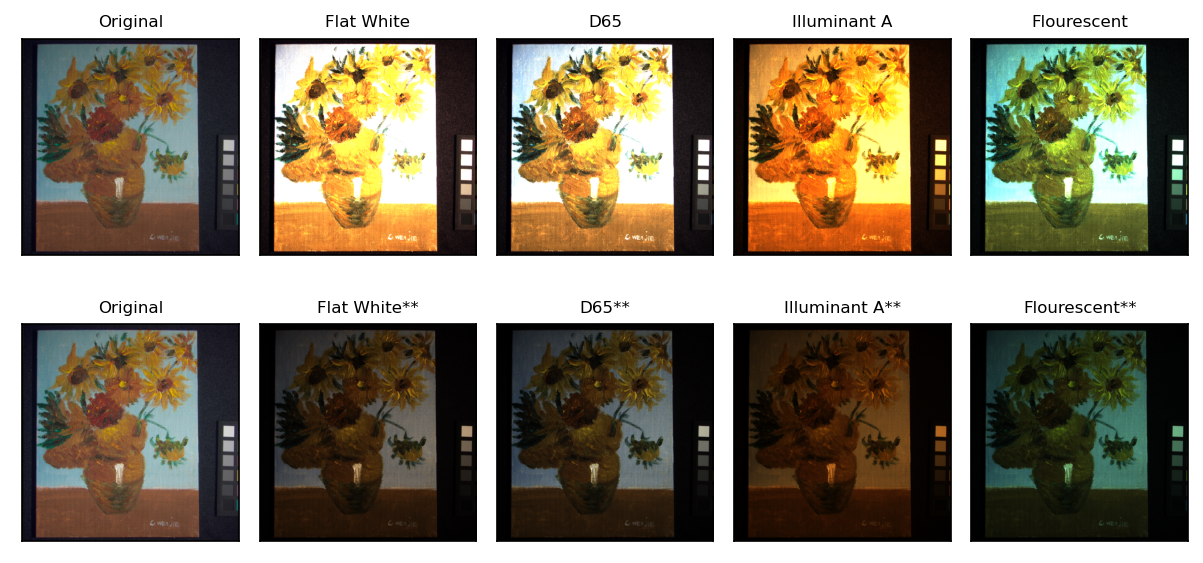 Original Flat White D65 Illuminant A Flourescent
Original Flat White** D65** Illuminant A** Flourescent**